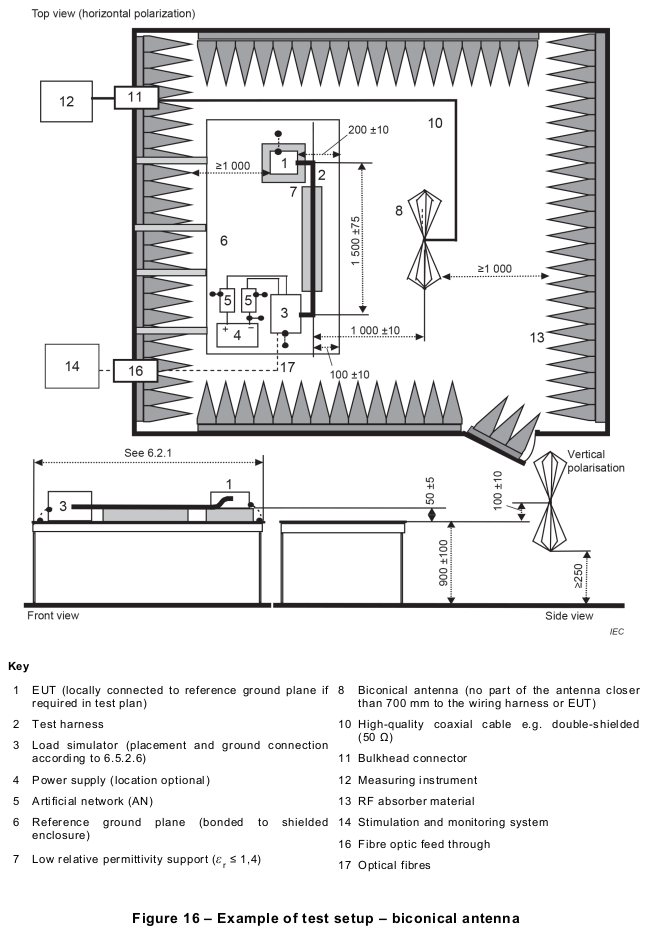 Top view (horizontal polarization)
12
11
10
200 ±10
1
2
≥1 000
7
8
1 500 ±75
6
≥1 000
5
5
3
+
−
4
1 000 ±10
13
14
16
17
100 ±10
See 6.2.1
Vertical
polarisation
3
1
50 ±5
100 ±10
900 ±100
≥250
Front view
Side view
IEC
Key
1 EUT (locally connected to reference ground plane if
required in test plan)
2 Test harness
3 Load simulator (placement and ground connection
according to 6.5.2.6)
4 Power supply (location optional)
5 Artificial network (AN)
6 Reference ground plane (bonded to shielded
enclosure)
7 Low relative permittivity support (εr ≤ 1,4)
8 Biconical antenna (no part of the antenna closer
than 700 mm to the wiring harness or EUT)
10 High-quality coaxial cable e.g. double-shielded
(50 Ω)
11 Bulkhead connector
12 Measuring instrument
13 RF absorber material
14 Stimulation and monitoring system
16 Fibre optic feed through
17 Optical fibres
Figure 16 – Example of test setup – biconical antenna